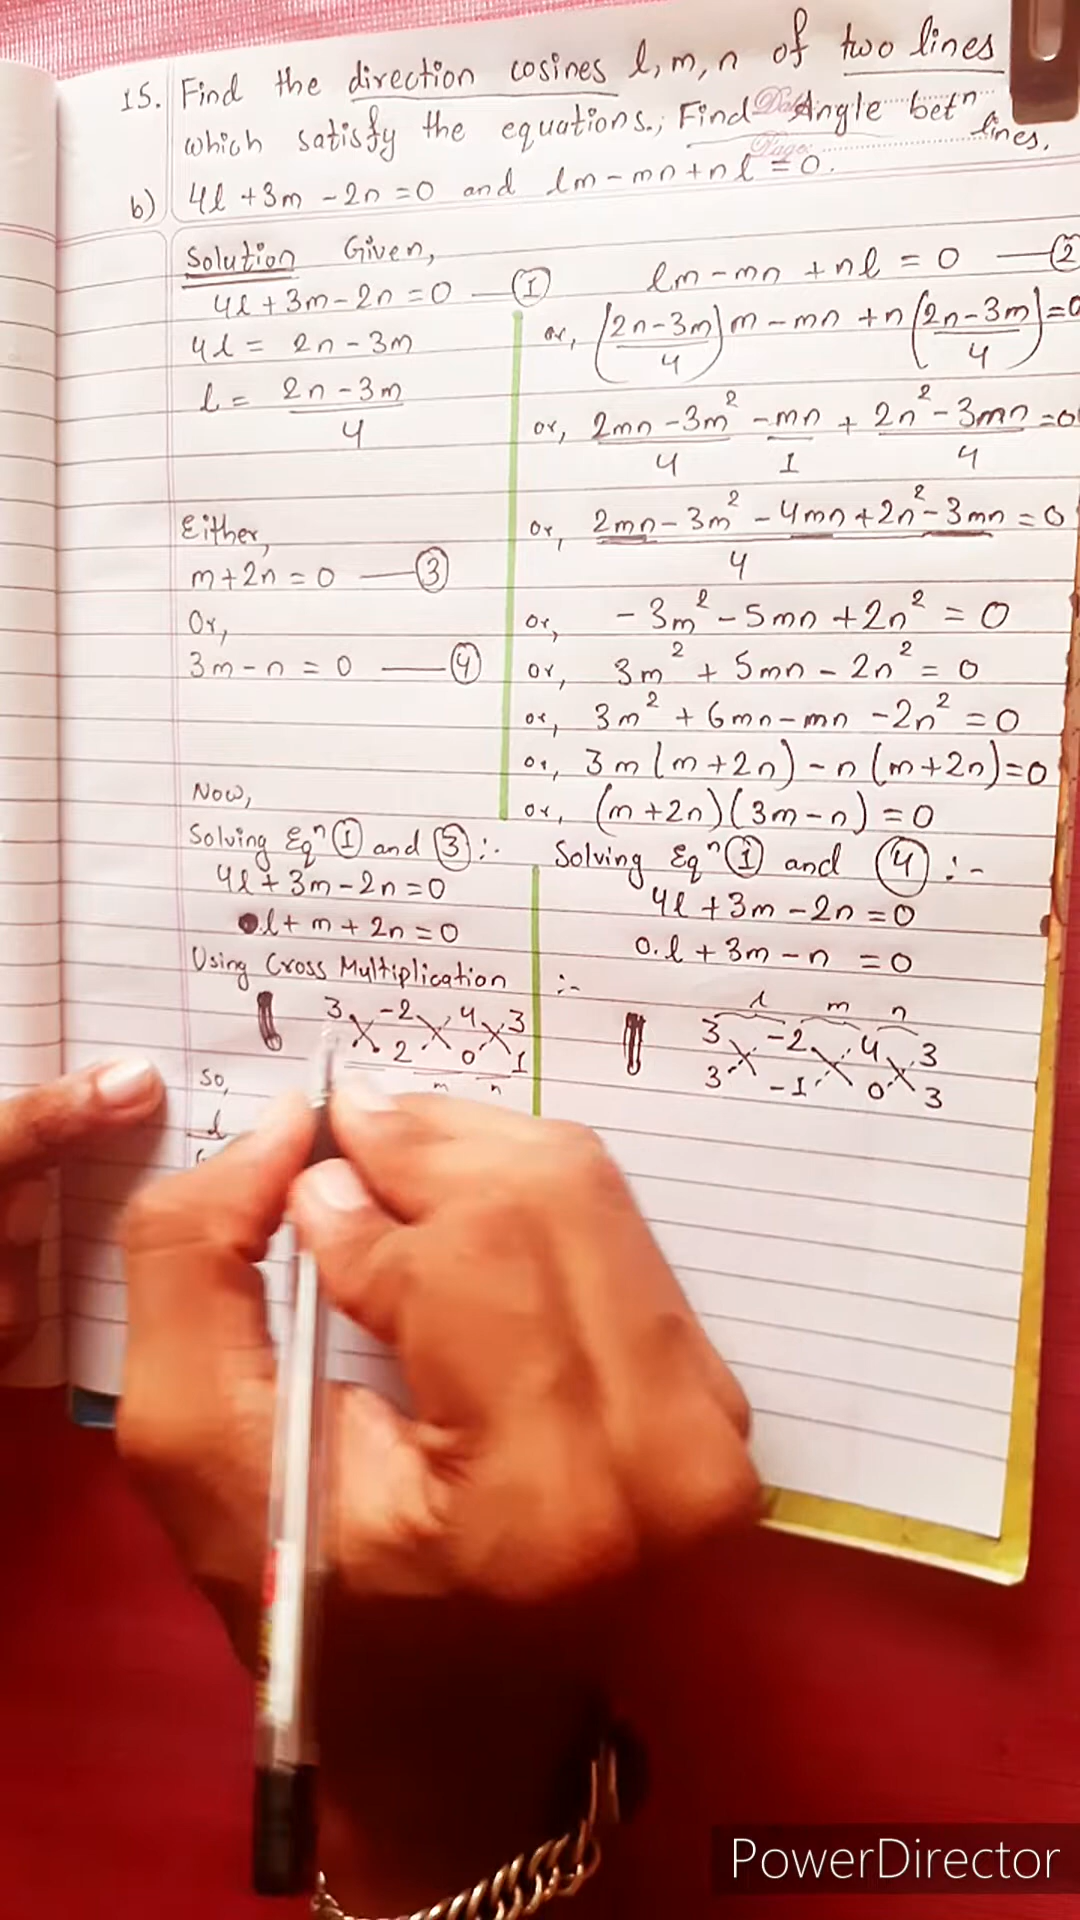 15. Find the direction cosines l, m, n of two lines
which satisfy the equations., Find Angle betⁿ lines.
b) 4l + 3m - 2n = 0 and lm - mn + nl = 0.
Solution Given,
4l + 3m - 2n = 0 — ①
4l = 2n - 3m
l = (2n - 3m)/4
lm - mn + nl = 0 — ②
or, ((2n - 3m)/4) m - mn + n ((2n - 3m)/4) = 0
or, (2mn - 3m²)/4 - mn/1 + (2n² - 3mn)/4 = 0
or, (2mn - 3m² - 4mn + 2n² - 3mn)/4 = 0
or, -3m² - 5mn + 2n² = 0
or, 3m² + 5mn - 2n² = 0
or, 3m² + 6mn - mn - 2n² = 0
or, 3m(m + 2n) - n(m + 2n) = 0
or, (m + 2n)(3m - n) = 0
Either,
m + 2n = 0 — ③
Or,
3m - n = 0 — ④
Now,
Solving Eqⁿ ① and ③ :-
4l + 3m - 2n = 0
l + m + 2n = 0
Using Cross Multiplication :-
3 -2 4 3
2 0 1
m n
So,
l
Solving Eqⁿ ① and ④ :-
4l + 3m - 2n = 0
0.l + 3m - n = 0
l m n
3 -2 4 3
3 -1 0 3
PowerDirector